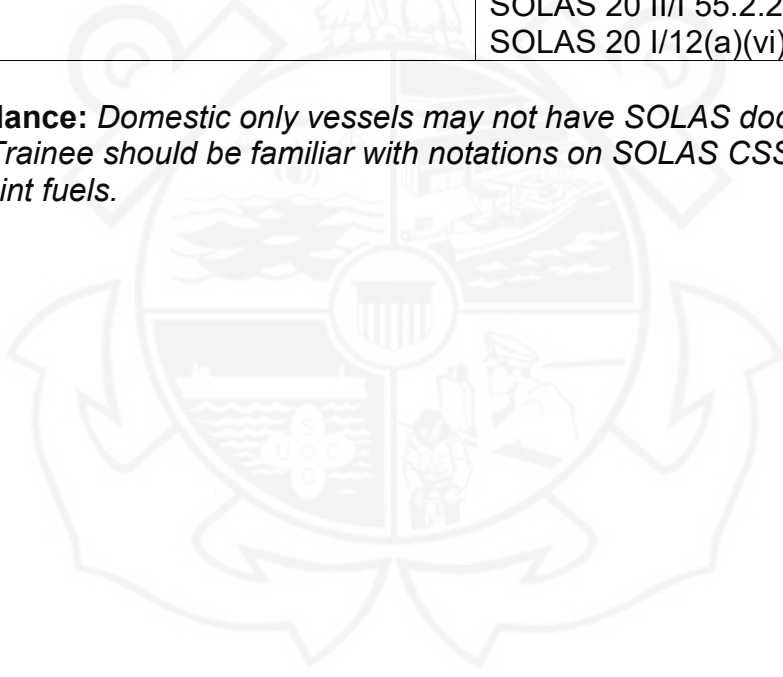 SOLAS 20 II/I 55.2.2
SOLAS 20 I/12(a)(vi)
lance: Domestic only vessels may not have SOLAS doc
Trainee should be familiar with notations on SOLAS CSS
int fuels.
S
U O C
G